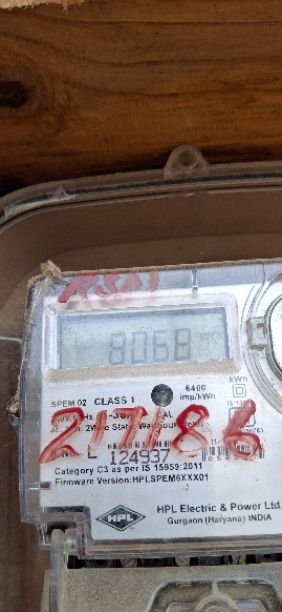 8068
kWh
SPEM 02 CLASS 1
6400
imp/kWh
217186
L 124937
Category C3 as per IS 15959:2011
Firmware Version:HPLSPEM6XXX01
HPL
HPL Electric & Power Ltd.
Gurgaon (Haryana) INDIA